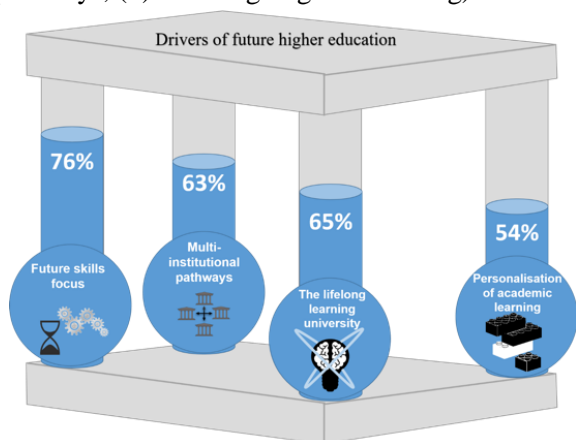 Drivers of future higher education
76%
63%
65%
54%
Future skills
focus
Multi-
institutional
pathways
The lifelong
learning
university
Personalisation
of academic
learning